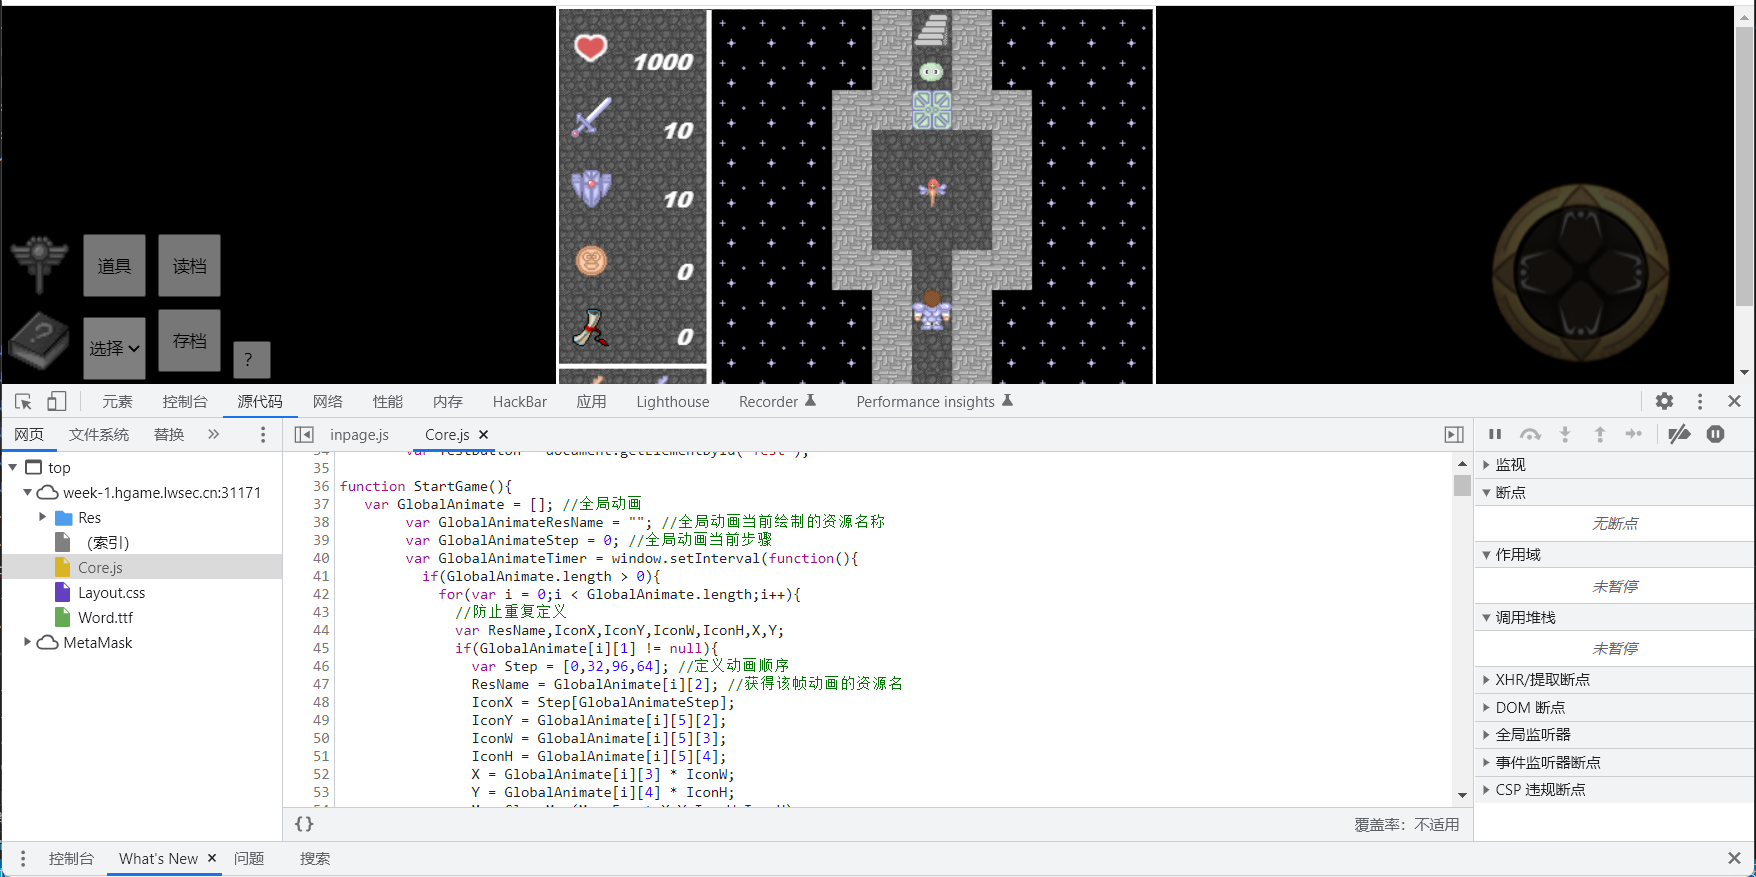 1000
10
10
0
0
道具
读档
选择
存档
?
元素
控制台
源代码
网络
性能
内存
HackBar
应用
Lighthouse
Recorder
Performance insights
网页
文件系统
替换
inpage.js
Core.js
top
week-1.hgame.lwsec.cn:31171
Res
(索引)
Core.js
Layout.css
Word.ttf
MetaMask
35
36 function StartGame(){
37 var GlobalAnimate = []; //全局动画
38 var GlobalAnimateResName = ""; //全局动画当前绘制的资源名称
39 var GlobalAnimateStep = 0; //全局动画当前步骤
40 var GlobalAnimateTimer = window.setInterval(function(){
41 if(GlobalAnimate.length > 0){
42 for(var i = 0;i < GlobalAnimate.length;i++){
43 //防止重复定义
44 var ResName,IconX,IconY,IconW,IconH,X,Y;
45 if(GlobalAnimate[i][1] != null){
46 var Step = [0,32,96,64]; //定义动画顺序
47 ResName = GlobalAnimate[i][2]; //获得该帧动画的资源名
48 IconX = Step[GlobalAnimateStep];
49 IconY = GlobalAnimate[i][5][2];
50 IconW = GlobalAnimate[i][5][3];
51 IconH = GlobalAnimate[i][5][4];
52 X = GlobalAnimate[i][3] * IconW;
53 Y = GlobalAnimate[i][4] * IconH;
{}
覆盖率：不适用
监视
断点
无断点
作用域
未暂停
调用堆栈
未暂停
XHR/提取断点
DOM 断点
全局监听器
事件监听器断点
CSP 违规断点
控制台
What's New
问题
搜索